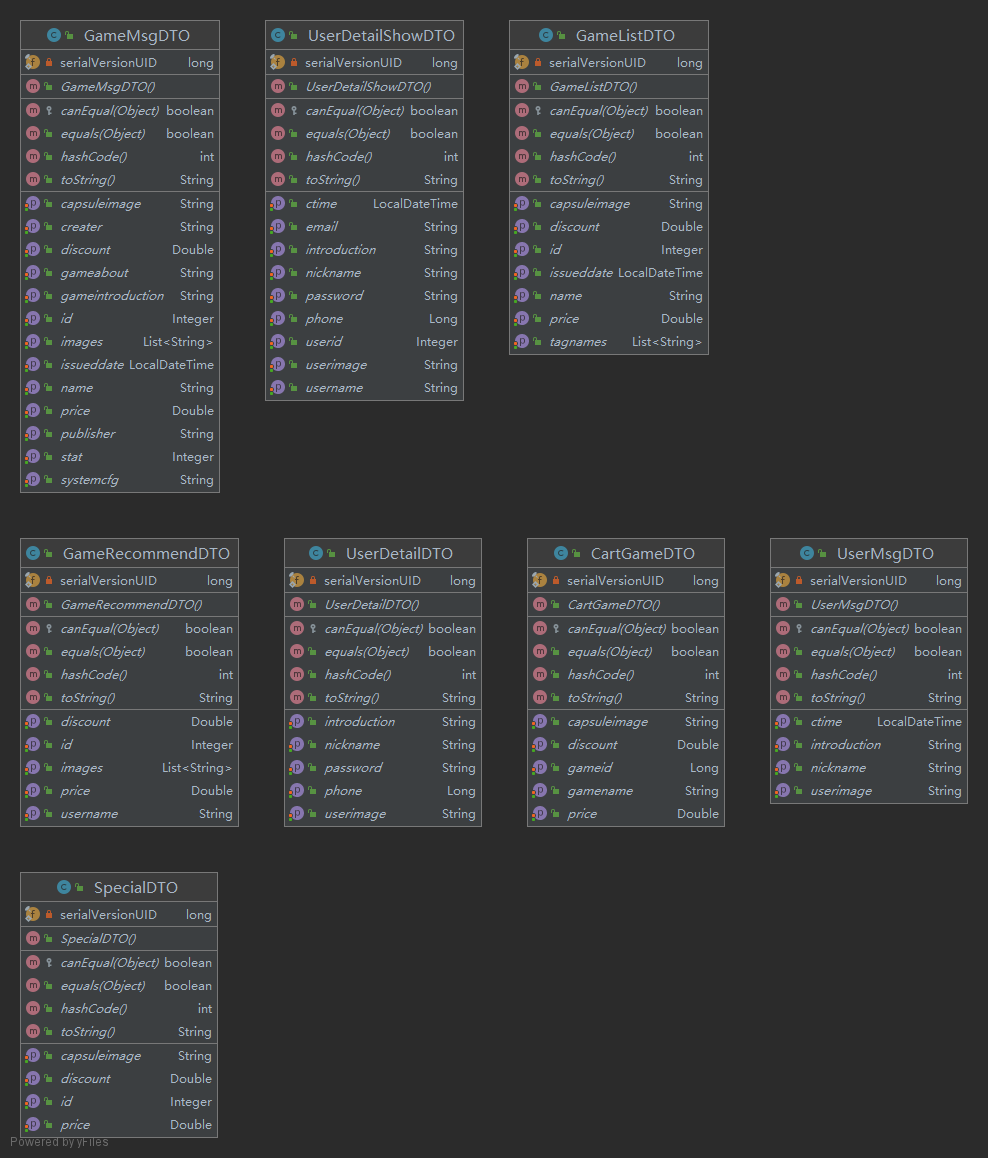 GameMsgDTO
serialVersionUID long
GameMsgDTO()
canEqual(Object) boolean
equals(Object) boolean
hashCode() int
toString() String
capsuleimage String
creater String
discount Double
gameabout String
gameintroduction String
id Integer
images List<String>
issueddate LocalDateTime
name String
price Double
publisher String
stat Integer
systemcfg String
UserDetailShowDTO
serialVersionUID long
UserDetailShowDTO()
canEqual(Object) boolean
equals(Object) boolean
hashCode() int
toString() String
ctime LocalDateTime
email String
introduction String
nickname String
password String
phone Long
userid Integer
userimage String
username String
GameListDTO
serialVersionUID long
GameListDTO()
canEqual(Object) boolean
equals(Object) boolean
hashCode() int
toString() String
capsuleimage String
discount Double
id Integer
issueddate LocalDateTime
name String
price Double
tagnames List<String>
GameRecommendDTO
serialVersionUID long
GameRecommendDTO()
canEqual(Object) boolean
equals(Object) boolean
hashCode() int
toString() String
discount Double
id Integer
images List<String>
price Double
username String
UserDetailDTO
serialVersionUID long
UserDetailDTO()
canEqual(Object) boolean
equals(Object) boolean
hashCode() int
toString() String
introduction String
nickname String
password String
phone Long
userimage String
CartGameDTO
serialVersionUID long
CartGameDTO()
canEqual(Object) boolean
equals(Object) boolean
hashCode() int
toString() String
capsuleimage String
discount Double
gameid Long
gamename String
price Double
UserMsgDTO
serialVersionUID long
UserMsgDTO()
canEqual(Object) boolean
equals(Object) boolean
hashCode() int
toString() String
ctime LocalDateTime
introduction String
nickname String
userimage String
SpecialDTO
serialVersionUID long
SpecialDTO()
canEqual(Object) boolean
equals(Object) boolean
hashCode() int
toString() String
capsuleimage String
discount Double
id Integer
price Double
Powered by yFiles